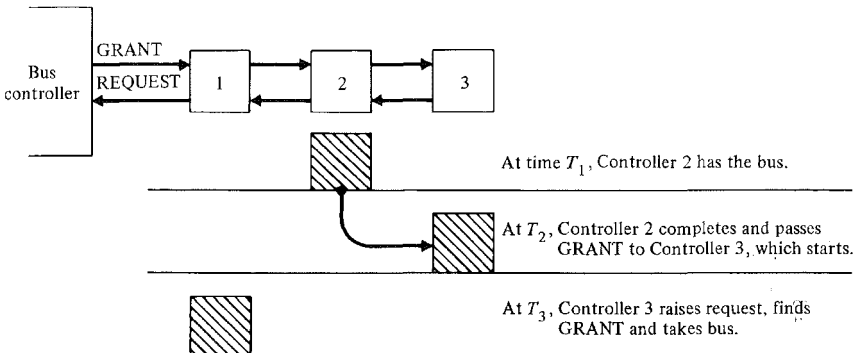 GRANT
REQUEST
Bus
controller
1
2
3
At time T1, Controller 2 has the bus.
At T2, Controller 2 completes and passes
GRANT to Controller 3, which starts.
At T3, Controller 3 raises request, finds
GRANT and takes bus.